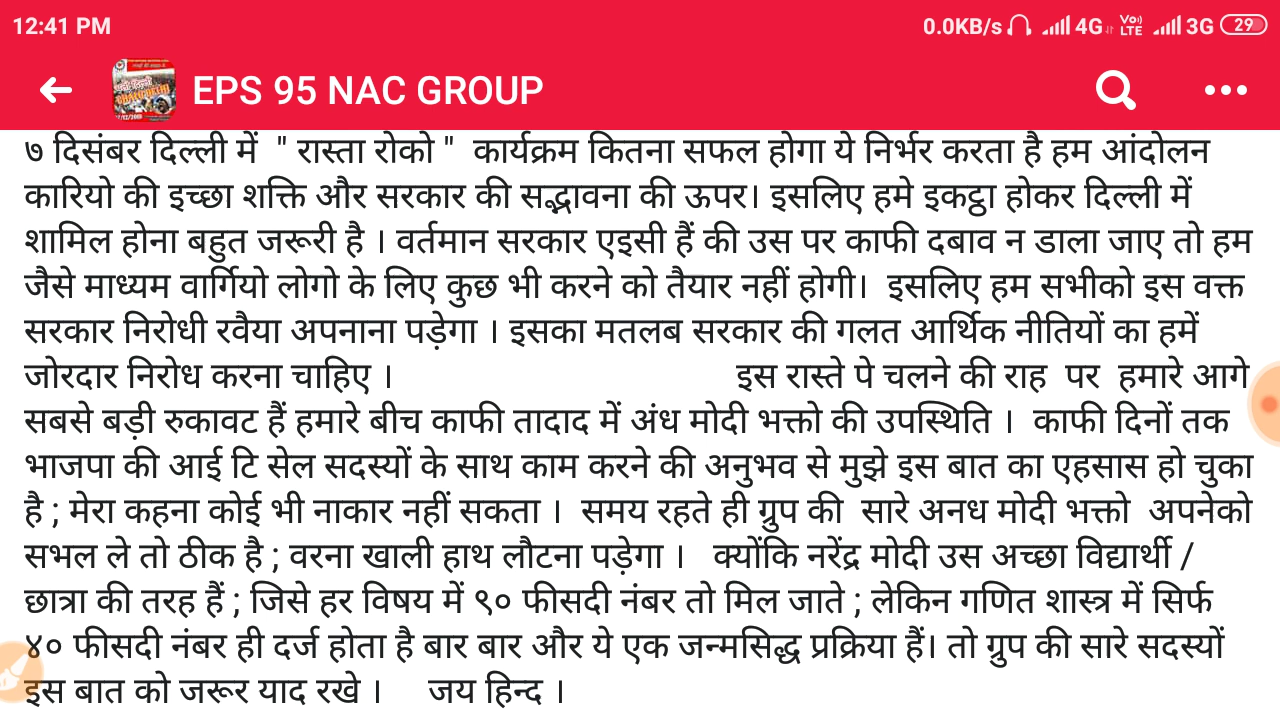 12:41 PM 0.0KB/s 4G Vo) LTE 3G 29
EPS 95 NAC GROUP
७ दिसंबर दिल्ली में " रास्ता रोको " कार्यक्रम कितना सफल होगा ये निर्भर करता है हम आंदोलन
कारियो की इच्छा शक्ति और सरकार की सद्भावना की ऊपर। इसलिए हमे इकट्ठा होकर दिल्ली में
शामिल होना बहुत जरूरी है । वर्तमान सरकार एइसी हैं की उस पर काफी दबाव न डाला जाए तो हम
जैसे माध्यम वार्गियो लोगो के लिए कुछ भी करने को तैयार नहीं होगी। इसलिए हम सभीको इस वक्त
सरकार निरोधी रवैया अपनाना पड़ेगा । इसका मतलब सरकार की गलत आर्थिक नीतियों का हमें
जोरदार निरोध करना चाहिए । इस रास्ते पे चलने की राह पर हमारे आगे
सबसे बड़ी रुकावट हैं हमारे बीच काफी तादाद में अंध मोदी भक्तो की उपस्थिति । काफी दिनों तक
भाजपा की आई टि सेल सदस्यों के साथ काम करने की अनुभव से मुझे इस बात का एहसास हो चुका
है ; मेरा कहना कोई भी नाकार नहीं सकता । समय रहते ही ग्रुप की सारे अनध मोदी भक्तो अपनेको
सभल ले तो ठीक है ; वरना खाली हाथ लौटना पड़ेगा । क्योंकि नरेंद्र मोदी उस अच्छा विद्यार्थी /
छात्रा की तरह हैं ; जिसे हर विषय में ९० फीसदी नंबर तो मिल जाते ; लेकिन गणित शास्त्र में सिर्फ
४० फीसदी नंबर ही दर्ज होता है बार बार और ये एक जन्मसिद्ध प्रक्रिया हैं। तो ग्रुप की सारे सदस्यों
इस बात को जरूर याद रखे । जय हिन्द ।